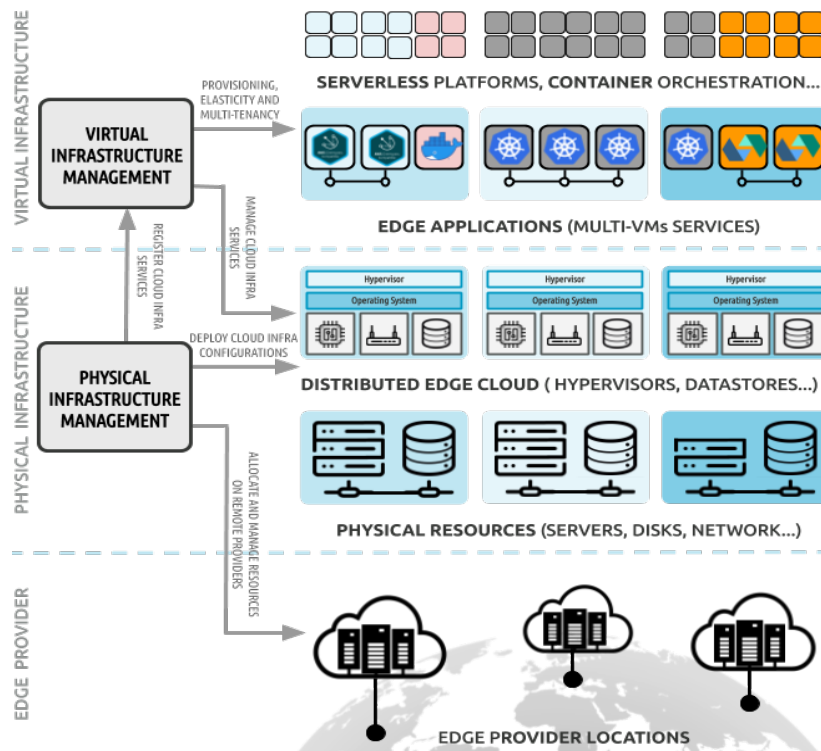 VIRTUAL INFRASTRUCTURE
SERVERLESS PLATFORMS, CONTAINER ORCHESTRATION...
PROVISIONING,
ELASTICITY AND
MULTI-TENANCY
VIRTUAL
INFRASTRUCTURE
MANAGEMENT
EDGE APPLICATIONS (MULTI-VMs SERVICES)
MANAGE CLOUD INFRA
SERVICES
REGISTER CLOUD INFRA
SERVICES
PHYSICAL INFRASTRUCTURE
Hypervisor
Operating System
Hypervisor
Operating System
Hypervisor
Operating System
DEPLOY CLOUD INFRA
CONFIGURATIONS
PHYSICAL
INFRASTRUCTURE
MANAGEMENT
DISTRIBUTED EDGE CLOUD ( HYPERVISORS, DATASTORES...)
ALLOCATE AND MANAGE RESOURCES
ON REMOTE PROVIDERS
PHYSICAL RESOURCES (SERVERS, DISKS, NETWORK...)
EDGE PROVIDER
EDGE PROVIDER LOCATIONS